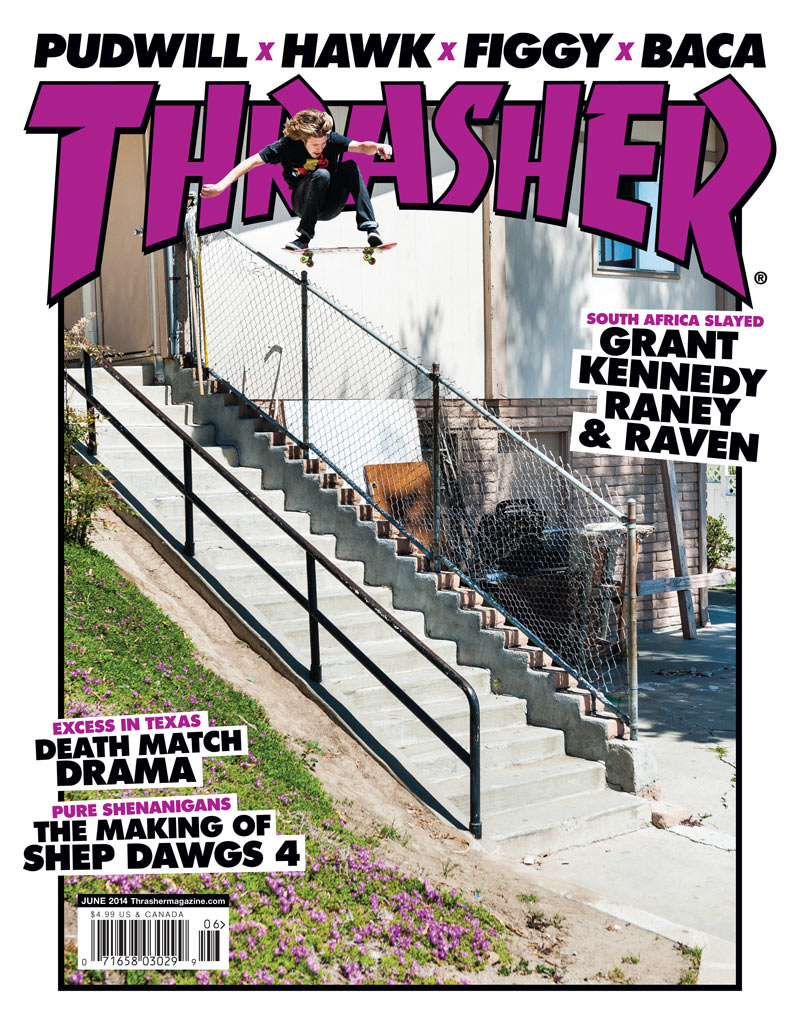 PUDWILL x HAWK x FIGGY x BACA
THRASHER
®
SOUTH AFRICA SLAYED
GRANT
KENNEDY
RANEY
& RAVEN
EXCESS IN TEXAS
DEATH MATCH
DRAMA
PURE SHENANIGANS
THE MAKING OF
SHEP DAWGS 4
JUNE 2014 Thrashermagazine.com
$4.99 US & CANADA
06>
0 71658 03029 9